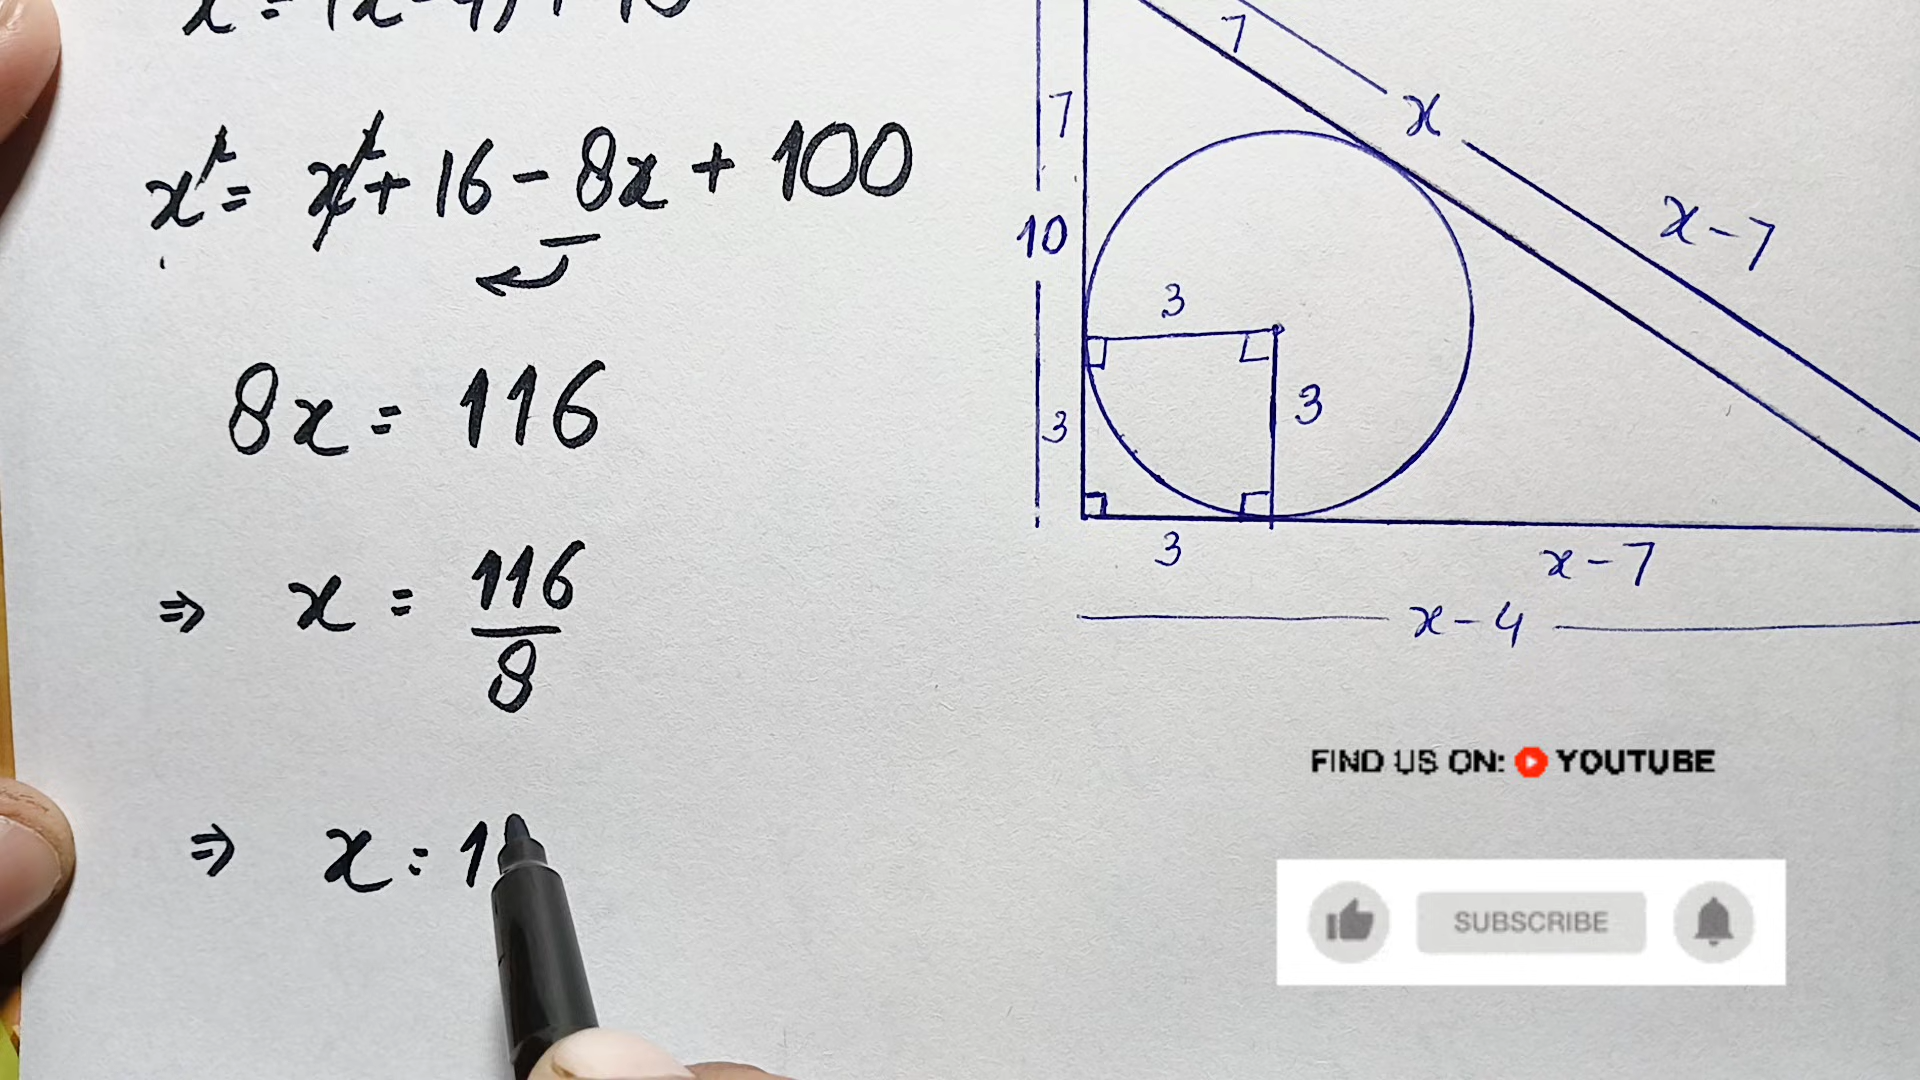 x² = x² + 16 - 8x + 100
8x = 116
⇒ x = 116/8
⇒ x = 1
7
x
7
x - 7
10
3
3
3
3
x - 7
x - 4
FIND US ON: YOUTUBE
SUBSCRIBE